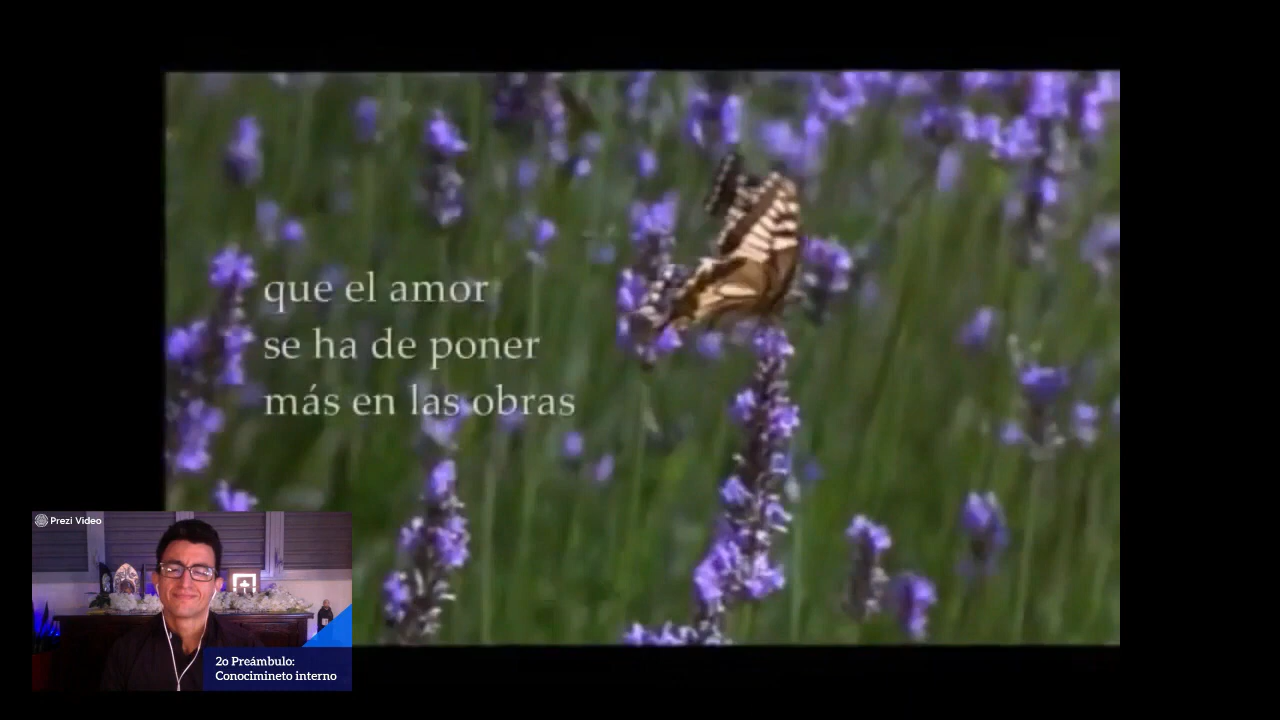 que el amor
se ha de poner
más en las obras
Prezi Video
2o Preámbulo:
Conocimineto interno